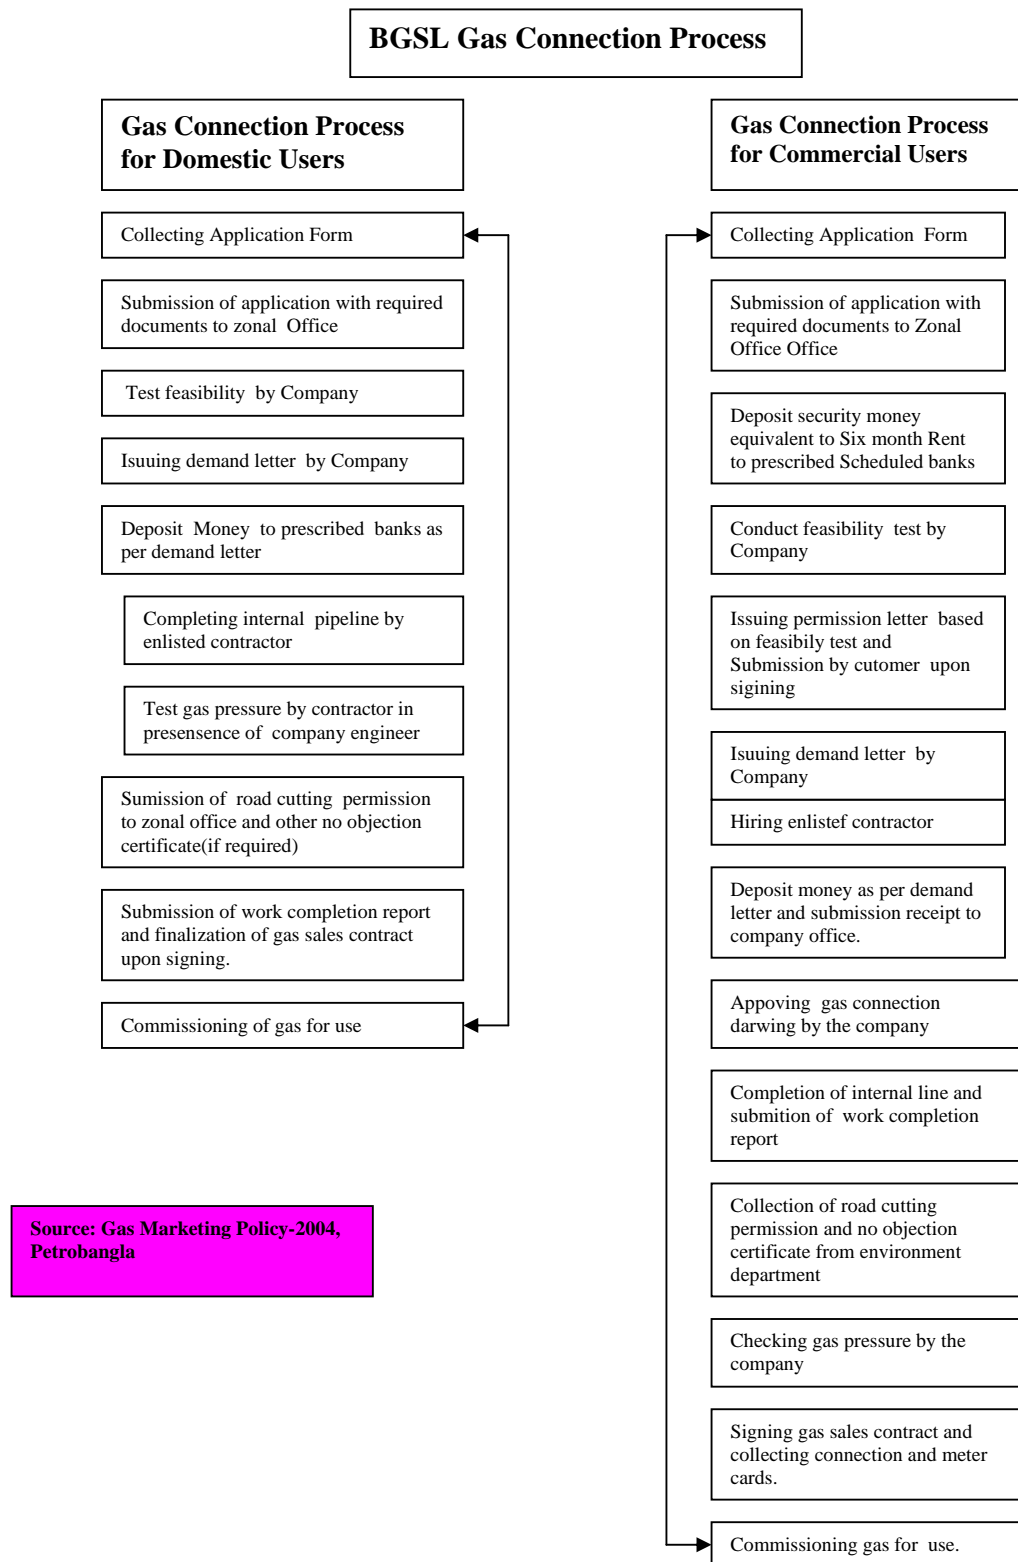 BGSL Gas Connection Process
Gas Connection Process
for Domestic Users
Collecting Application Form
Submission of application with required
documents to zonal Office
Test feasibility by Company
Isuuing demand letter by Company
Deposit Money to prescribed banks as
per demand letter
Completing internal pipeline by
enlisted contractor
Test gas pressure by contractor in
presensence of company engineer
Sumission of road cutting permission
to zonal office and other no objection
certificate(if required)
Submission of work completion report
and finalization of gas sales contract
upon signing.
Commissioning of gas for use
Source: Gas Marketing Policy-2004,
Petrobangla
Gas Connection Process
for Commercial Users
Collecting Application Form
Submission of application with
required documents to Zonal
Office Office
Deposit security money
equivalent to Six month Rent
to prescribed Scheduled banks
Conduct feasibility test by
Company
Issuing permission letter based
on feasibily test and
Submission by cutomer upon
sigining
Isuuing demand letter by
Company
Hiring enlistef contractor
Deposit money as per demand
letter and submission receipt to
company office.
Appoving gas connection
darwing by the company
Completion of internal line and
submition of work completion
report
Collection of road cutting
permission and no objection
certificate from environment
department
Checking gas pressure by the
company
Signing gas sales contract and
collecting connection and meter
cards.
Commissioning gas for use.